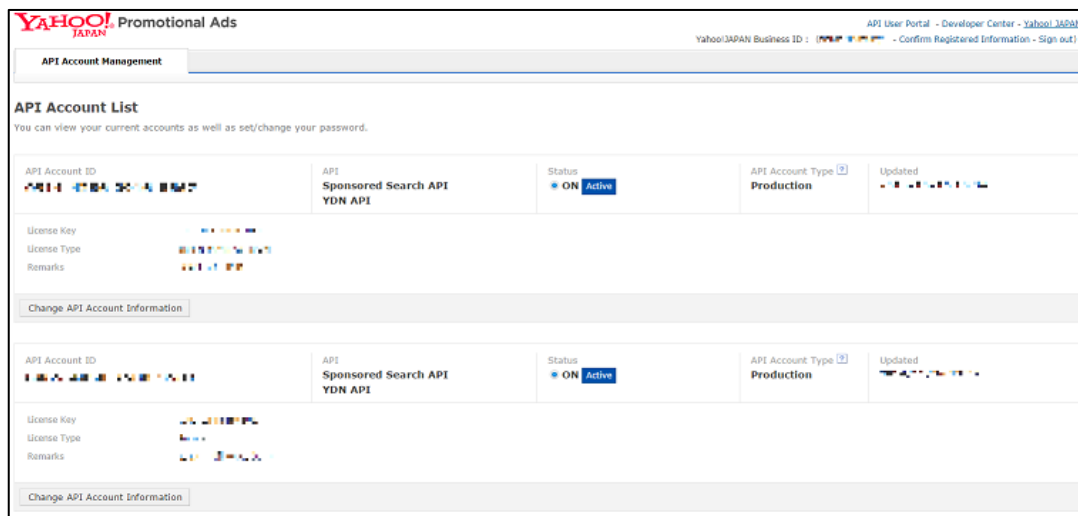 YAHOO! JAPAN Promotional Ads
API User Portal - Developer Center - Yahoo! JAPAN
Yahoo!JAPAN Business ID : ( - Confirm Registered Information - Sign out)
API Account Management
API Account List
You can view your current accounts as well as set/change your password.
API Account ID API Status API Account Type ? Updated
Sponsored Search API ON Active Production
YDN API
License Key
License Type
Remarks
Change API Account Information
API Account ID API Status API Account Type ? Updated
Sponsored Search API ON Active Production
YDN API
License Key
License Type
Remarks
Change API Account Information